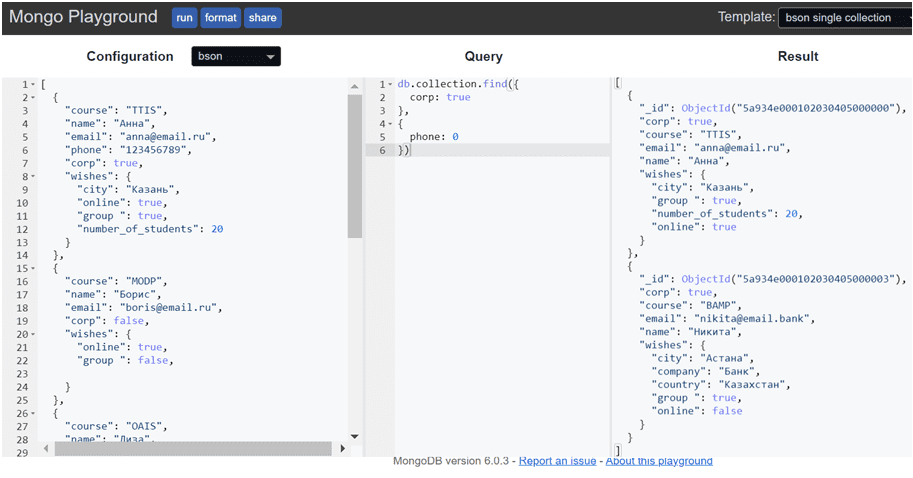 Mongo Playground run format share Template: bson single collection
Configuration bson Query Result
1 [
2 {
3 "course": "TTIS",
4 "name": "Анна",
5 "email": "anna@email.ru",
6 "phone": "123456789",
7 "corp": true,
8 "wishes": {
9 "city": "Казань",
10 "online": true,
11 "group ": true,
12 "number_of_students": 20
13 }
14 },
15 {
16 "course": "MODP",
17 "name": "Борис",
18 "email": "boris@email.ru",
19 "corp": false,
20 "wishes": {
21 "online": true,
22 "group ": false,
23
24 }
25 },
26 {
27 "course": "OAIS",
28 "name": "Лиза",
29
1 db.collection.find({
2 corp: true
3 },
4 {
5 phone: 0
6 })
[
{
"_id": ObjectId("5a934e000102030405000000"),
"corp": true,
"course": "TTIS",
"email": "anna@email.ru",
"name": "Анна",
"wishes": {
"city": "Казань",
"group ": true,
"number_of_students": 20,
"online": true
}
},
{
"_id": ObjectId("5a934e000102030405000003"),
"corp": true,
"course": "BAMP",
"email": "nikita@email.bank",
"name": "Никита",
"wishes": {
"city": "Астана",
"company": "Банк",
"country": "Казахстан",
"group ": true,
"online": false
}
}
]
MongoDB version 6.0.3 - Report an issue - About this playground